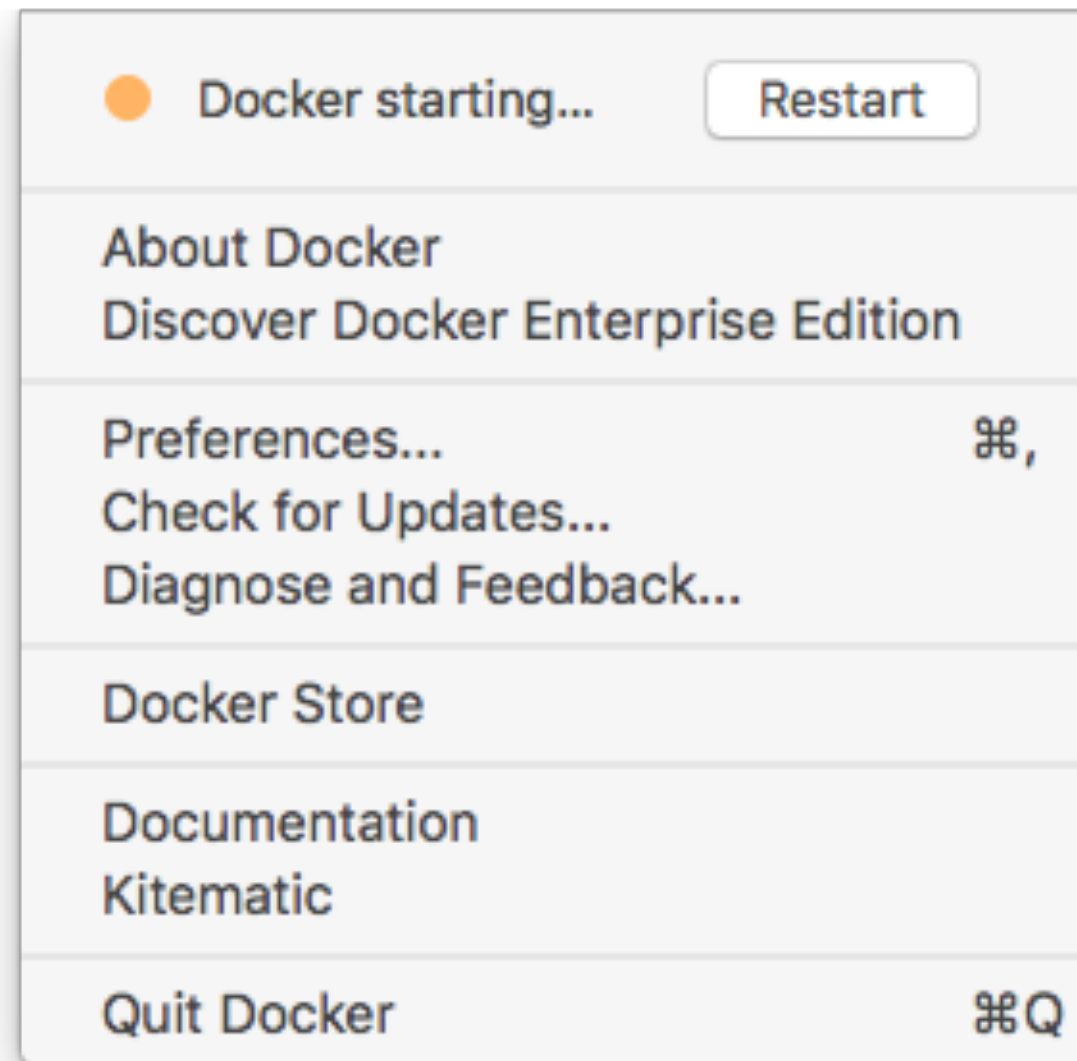 Docker starting... Restart
About Docker
Discover Docker Enterprise Edition
Preferences... ⌘,
Check for Updates...
Diagnose and Feedback...
Docker Store
Documentation
Kitematic
Quit Docker ⌘Q